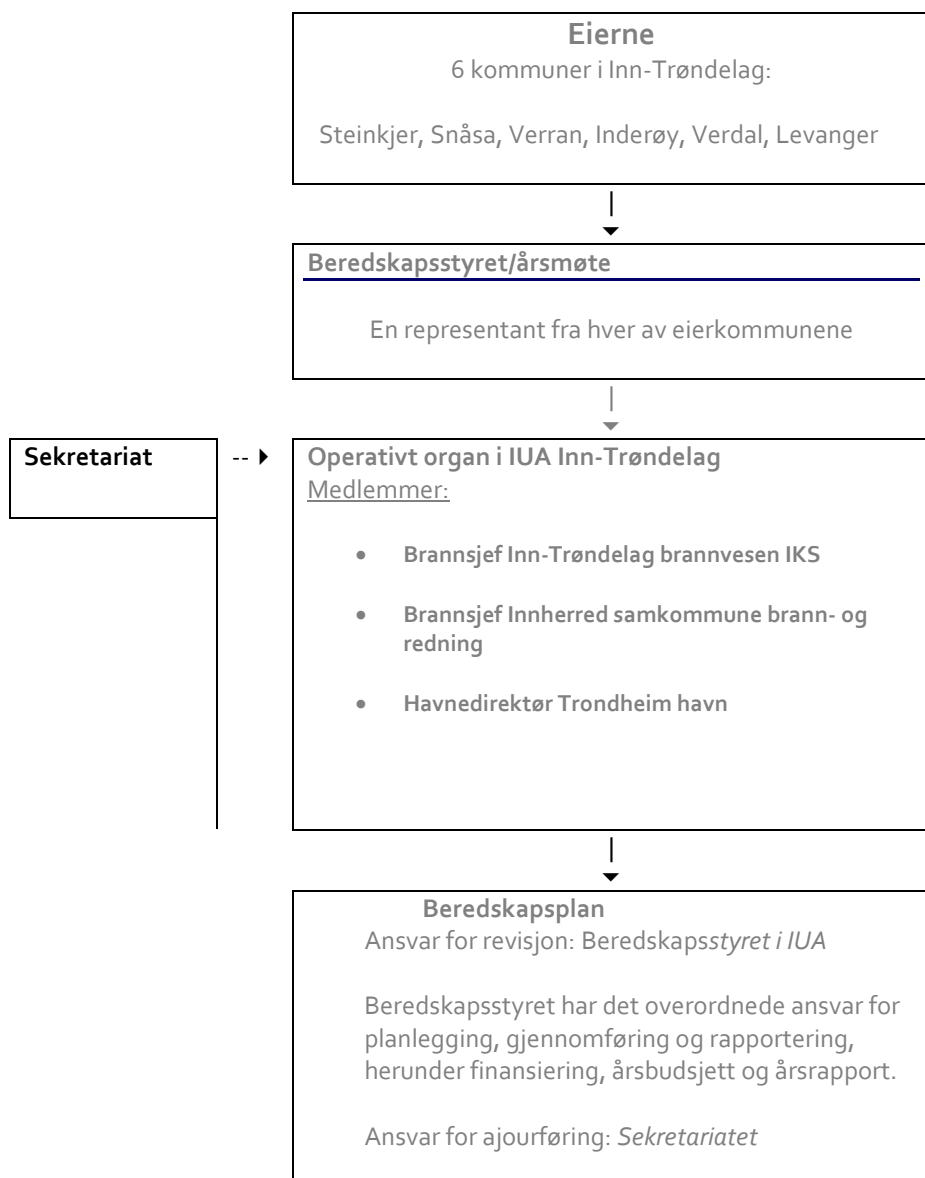 Eierne
6 kommuner i Inn-Trøndelag:
Steinkjer, Snåsa, Verran, Inderøy, Verdal, Levanger
Beredskapsstyret/årsmøte
En representant fra hver av eierkommunene
Sekretariat
Operativt organ i IUA Inn-Trøndelag
Medlemmer:
• Brannsjef Inn-Trøndelag brannvesen IKS
• Brannsjef Innherred samkommune brann- og
redning
• Havnedirektør Trondheim havn
Beredskapsplan
Ansvar for revisjon: Beredskapsstyret i IUA
Beredskapsstyret har det overordnede ansvar for
planlegging, gjennomføring og rapportering,
herunder finansiering, årsbudsjett og årsrapport.
Ansvar for ajourføring: Sekretariatet